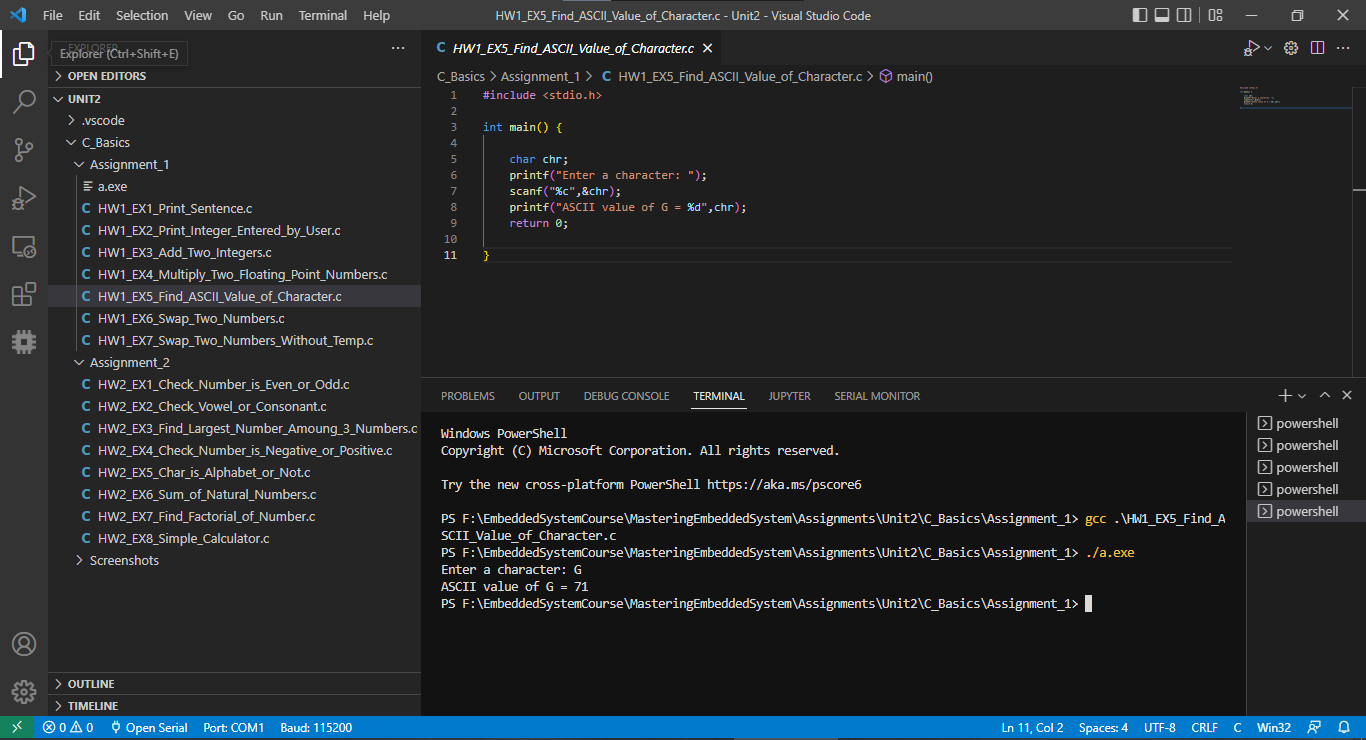 File Edit Selection View Go Run Terminal Help HW1_EX5_Find_ASCII_Value_of_Character.c - Unit2 - Visual Studio Code
EXPLORER
Explorer (Ctrl+Shift+E)
OPEN EDITORS
UNIT2
.vscode
C_Basics
Assignment_1
a.exe
C HW1_EX1_Print_Sentence.c
C HW1_EX2_Print_Integer_Entered_by_User.c
C HW1_EX3_Add_Two_Integers.c
C HW1_EX4_Multiply_Two_Floating_Point_Numbers.c
C HW1_EX5_Find_ASCII_Value_of_Character.c
C HW1_EX6_Swap_Two_Numbers.c
C HW1_EX7_Swap_Two_Numbers_Without_Temp.c
Assignment_2
C HW2_EX1_Check_Number_is_Even_or_Odd.c
C HW2_EX2_Check_Vowel_or_Consonant.c
C HW2_EX3_Find_Largest_Number_Amoung_3_Numbers.c
C HW2_EX4_Check_Number_is_Negative_or_Positive.c
C HW2_EX5_Char_is_Alphabet_or_Not.c
C HW2_EX6_Sum_of_Natural_Numbers.c
C HW2_EX7_Find_Factorial_of_Number.c
C HW2_EX8_Simple_Calculator.c
Screenshots
OUTLINE
TIMELINE
C HW1_EX5_Find_ASCII_Value_of_Character.c
C_Basics > Assignment_1 > C HW1_EX5_Find_ASCII_Value_of_Character.c > main()
1 #include <stdio.h>
2
3 int main() {
4
5 char chr;
6 printf("Enter a character: ");
7 scanf("%c",&chr);
8 printf("ASCII value of G = %d",chr);
9 return 0;
10
11 }
PROBLEMS OUTPUT DEBUG CONSOLE TERMINAL JUPYTER SERIAL MONITOR
Windows PowerShell
Copyright (C) Microsoft Corporation. All rights reserved.
Try the new cross-platform PowerShell https://aka.ms/pscore6
PS F:\EmbeddedSystemCourse\MasteringEmbeddedSystem\Assignments\Unit2\C_Basics\Assignment_1> gcc .\HW1_EX5_Find_A
SCII_Value_of_Character.c
PS F:\EmbeddedSystemCourse\MasteringEmbeddedSystem\Assignments\Unit2\C_Basics\Assignment_1> ./a.exe
Enter a character: G
ASCII value of G = 71
PS F:\EmbeddedSystemCourse\MasteringEmbeddedSystem\Assignments\Unit2\C_Basics\Assignment_1>
powershell
powershell
powershell
powershell
powershell
0 0 Open Serial Port: COM1 Baud: 115200 Ln 11, Col 2 Spaces: 4 UTF-8 CRLF C Win32